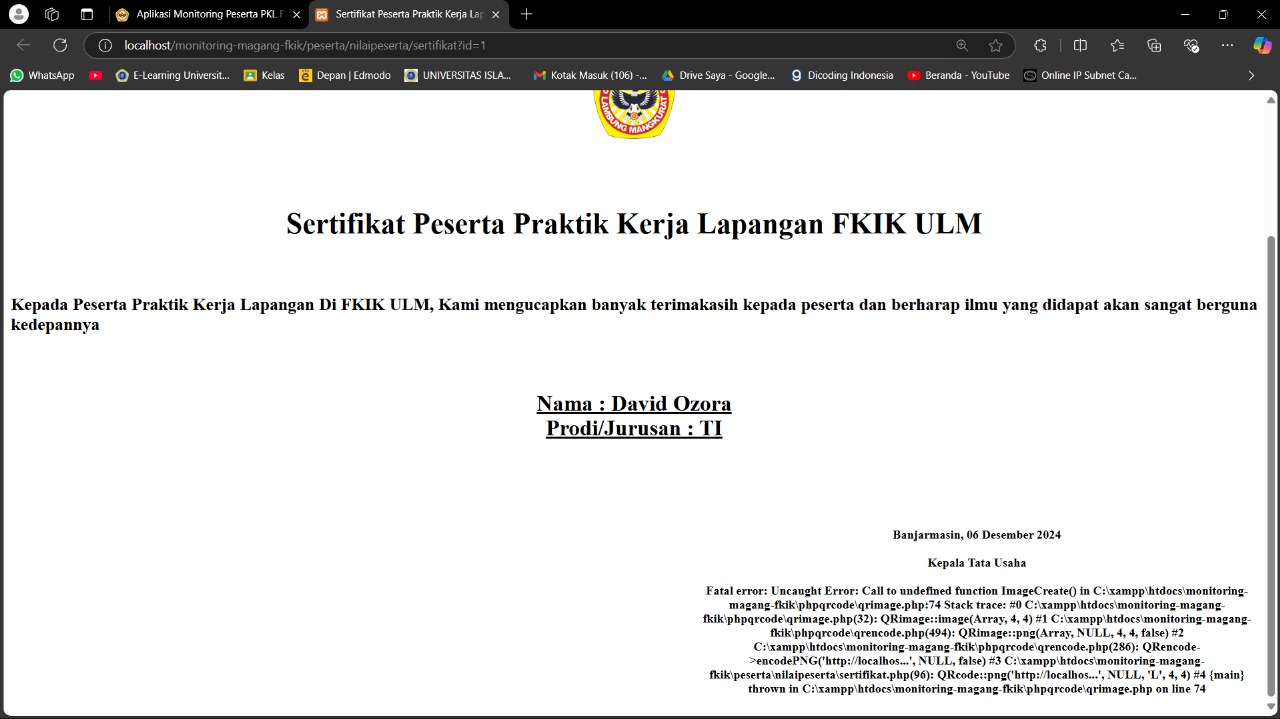 Aplikasi Monitoring Peserta PKL F
Sertifikat Peserta Praktik Kerja Lap
localhost/monitoring-magang-fkik/peserta/nilaipeserta/sertifikat?id=1
WhatsApp
E-Learning Universit...
Kelas
Depan | Edmodo
UNIVERSITAS ISLA...
Kotak Masuk (106) -...
Drive Saya - Google...
Dicoding Indonesia
Beranda - YouTube
Online IP Subnet Ca...
LAMBUNG MANGKURAT
Sertifikat Peserta Praktik Kerja Lapangan FKIK ULM
Kepada Peserta Praktik Kerja Lapangan Di FKIK ULM, Kami mengucapkan banyak terimakasih kepada peserta dan berharap ilmu yang didapat akan sangat berguna
kedepannya
Nama : David Ozora
Prodi/Jurusan : TI
Banjarmasin, 06 Desember 2024
Kepala Tata Usaha
Fatal error: Uncaught Error: Call to undefined function ImageCreate() in C:\xampp\htdocs\monitoring-
magang-fkik\phpqrcode\qrimage.php:74 Stack trace: #0 C:\xampp\htdocs\monitoring-magang-
fkik\phpqrcode\qrimage.php(32): QRimage::image(Array, 4, 4) #1 C:\xampp\htdocs\monitoring-magang-
fkik\phpqrcode\qrencode.php(494): QRimage::png(Array, NULL, 4, 4, false) #2
C:\xampp\htdocs\monitoring-magang-fkik\phpqrcode\qrencode.php(286): QRencode-
>encodePNG('http://localhos...', NULL, false) #3 C:\xampp\htdocs\monitoring-magang-
fkik\peserta\nilaipeserta\sertifikat.php(96): QRcode::png('http://localhos...', NULL, 'L', 4, 4) #4 {main}
thrown in C:\xampp\htdocs\monitoring-magang-fkik\phpqrcode\qrimage.php on line 74